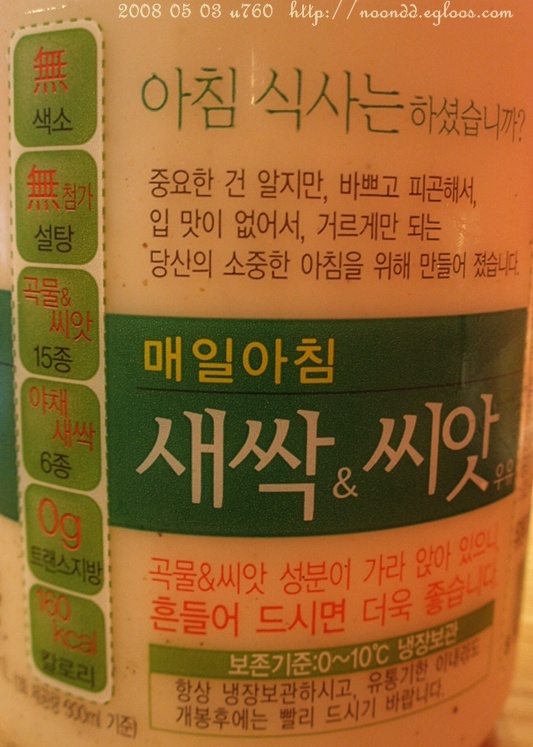 2008 05 03 u760 http://noondd.egloos.com
無
색소
無첨가
설탕
곡물&
씨앗
15종
야채
새싹
6종
0g
트랜스지방
160
kcal
칼로리
500ml 기준)
아침 식사는 하셨습니까?
중요한 건 알지만, 바쁘고 피곤해서,
입 맛이 없어서, 거르게만 되는
당신의 소중한 아침을 위해 만들어 졌습니다.
매일아침
새싹&씨앗 우유
곡물&씨앗 성분이 가라 앉아 있으니,
흔들어 드시면 더욱 좋습니다.
보존기준:0~10℃ 냉장보관
항상 냉장보관하시고, 유통기한 이내라도
개봉후에는 빨리 드시기 바랍니다.